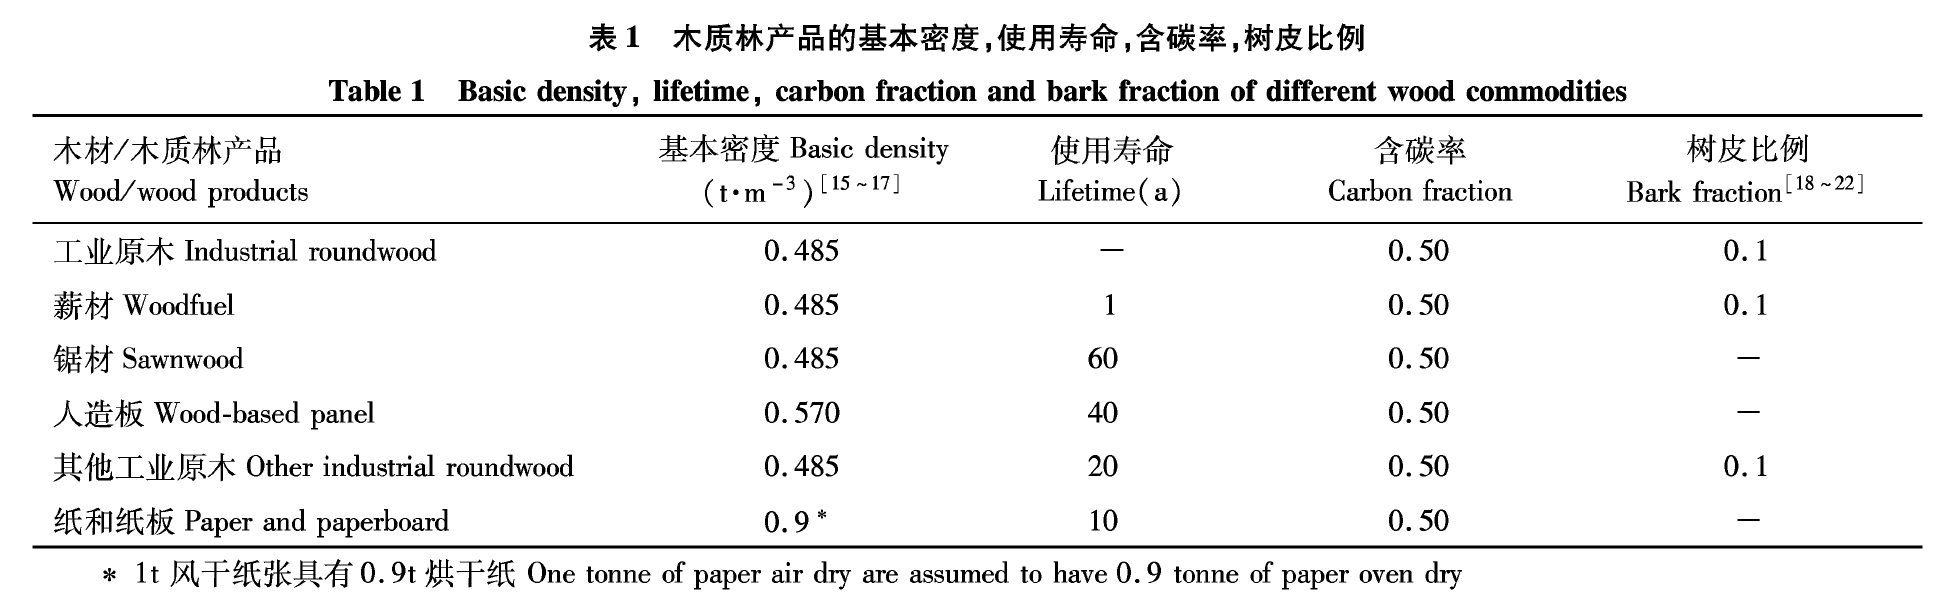 表1 木质林产品的基本密度,使用寿命,含碳率,树皮比例
Table 1 Basic density, lifetime, carbon fraction and bark fraction of different wood commodities
木材/木质林产品 基本密度 Basic density 使用寿命 含碳率 树皮比例
Wood/wood products (t·m⁻³)[15~17] Lifetime(a) Carbon fraction Bark fraction[18~22]
工业原木 Industrial roundwood 0.485 — 0.50 0.1
薪材 Woodfuel 0.485 1 0.50 0.1
锯材 Sawnwood 0.485 60 0.50 —
人造板 Wood-based panel 0.570 40 0.50 —
其他工业原木 Other industrial roundwood 0.485 20 0.50 0.1
纸和纸板 Paper and paperboard 0.9* 10 0.50 —
* 1t 风干纸张具有0.9t 烘干纸 One tonne of paper air dry are assumed to have 0.9 tonne of paper oven dry